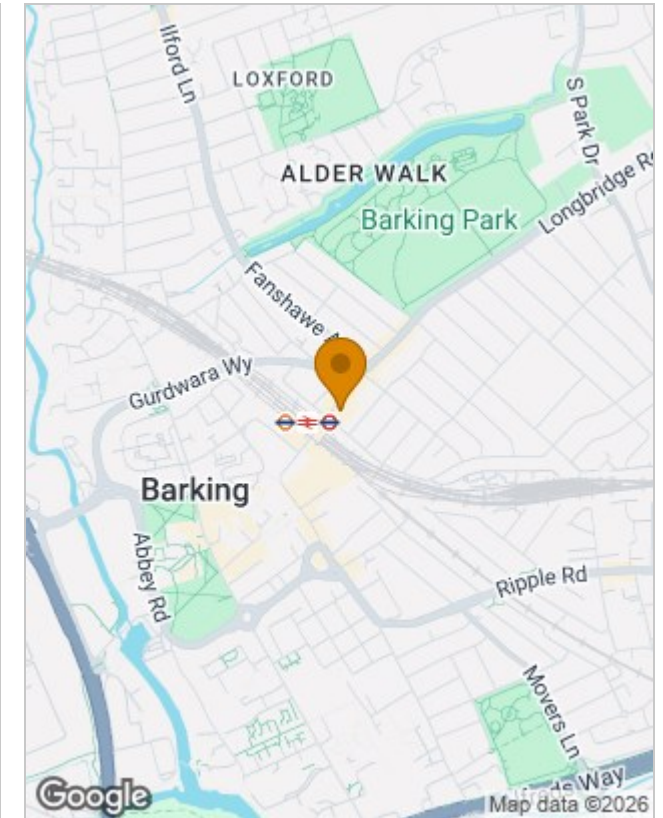 Ilford Ln
LOXFORD
S Park Dr
ALDER WALK
Longbridge R
Barking Park
Fanshawe A
Gurdwara Wy
Barking
Abbey Rd
Ripple Rd
Movers Ln
Way
Google
Map data ©2026